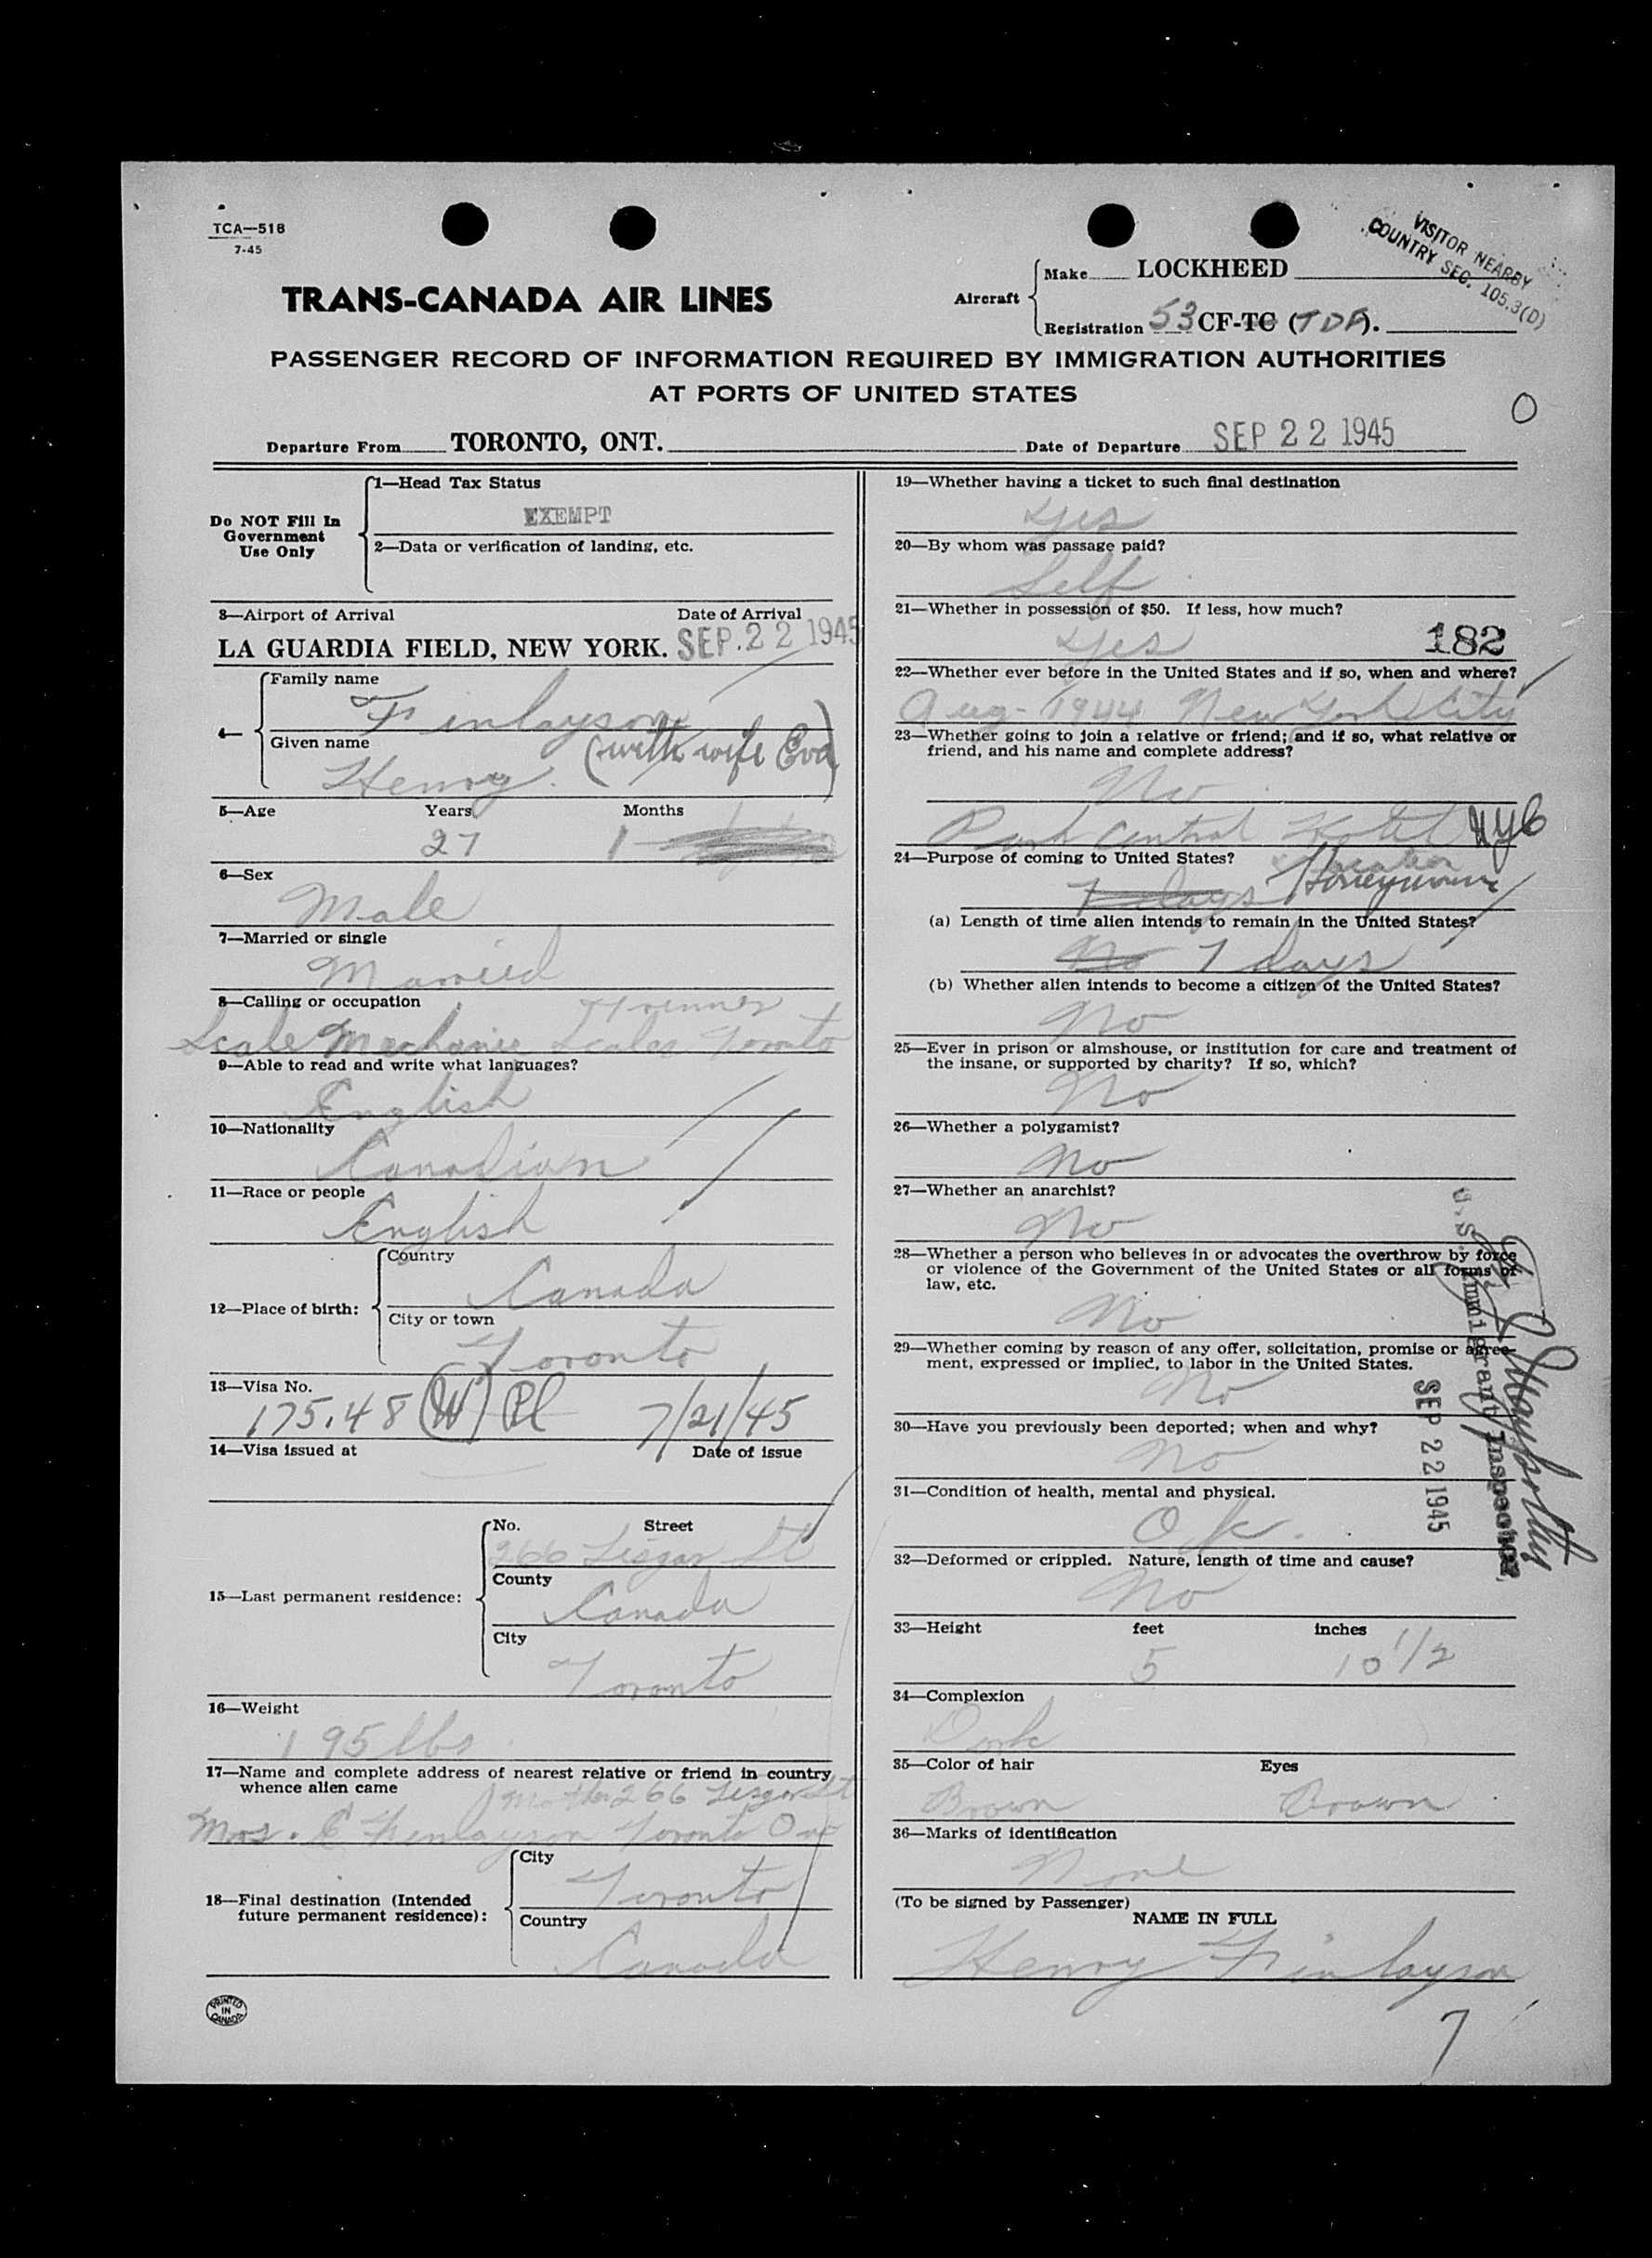 TCA—518
7-45
VISITOR NEARBY
COUNTRY SEC. 105.3(D)
TRANS-CANADA AIR LINES
Aircraft
Make LOCKHEED
Registration 53 CF-TC (TDA).
PASSENGER RECORD OF INFORMATION REQUIRED BY IMMIGRATION AUTHORITIES
AT PORTS OF UNITED STATES
O
Departure From TORONTO, ONT. Date of Departure SEP 22 1945
Do NOT Fill In
Government
Use Only
1—Head Tax Status
EXEMPT
2—Data or verification of landing, etc.
3—Airport of Arrival Date of Arrival
LA GUARDIA FIELD, NEW YORK. SEP. 22 1945
4—
Family name
Finlayson
Given name
Henry (with wife Eva)
5—Age Years Months
27 1
6—Sex
Male
7—Married or single
Married
8—Calling or occupation
Scale Mechanic Scales Toronto
9—Able to read and write what languages?
English
10—Nationality
Canadian
11—Race or people
English
12—Place of birth:
Country
Canada
City or town
Toronto
13—Visa No.
175.48 (W) Pl 7/21/45
14—Visa issued at Date of issue
15—Last permanent residence:
No. Street
266 Lisgar St
County
Canada
City
Toronto
16—Weight
195 lbs
17—Name and complete address of nearest relative or friend in country
whence alien came
Mother 266 Lisgar St
Mrs. E Finlayson Toronto Ont
18—Final destination (Intended
future permanent residence):
City
Toronto
Country
Canada
PRINTED
IN
CANADA
19—Whether having a ticket to such final destination
Yes
20—By whom was passage paid?
Self
21—Whether in possession of $50. If less, how much?
Yes
182
22—Whether ever before in the United States and if so, when and where?
Aug - 1944 New York City
23—Whether going to join a relative or friend; and if so, what relative or
friend, and his name and complete address?
No
Park Central Hotel NYC
24—Purpose of coming to United States?
7 days Honeymoon
(a) Length of time alien intends to remain in the United States?
No 7 days
(b) Whether alien intends to become a citizen of the United States?
No
25—Ever in prison or almshouse, or institution for care and treatment of
the insane, or supported by charity? If so, which?
No
26—Whether a polygamist?
No
27—Whether an anarchist?
No
28—Whether a person who believes in or advocates the overthrow by force
or violence of the Government of the United States or all forms of
law, etc.
No
29—Whether coming by reason of any offer, solicitation, promise or agree-
ment, expressed or implied, to labor in the United States.
No
30—Have you previously been deported; when and why?
No
31—Condition of health, mental and physical.
Ok.
32—Deformed or crippled. Nature, length of time and cause?
No
33—Height feet inches
5 10 1/2
34—Complexion
Dark
35—Color of hair Eyes
Brown Brown
36—Marks of identification
None
(To be signed by Passenger)
NAME IN FULL
Henry Finlayson
7
U.S. Immigrant Inspector
SEP 22 1945